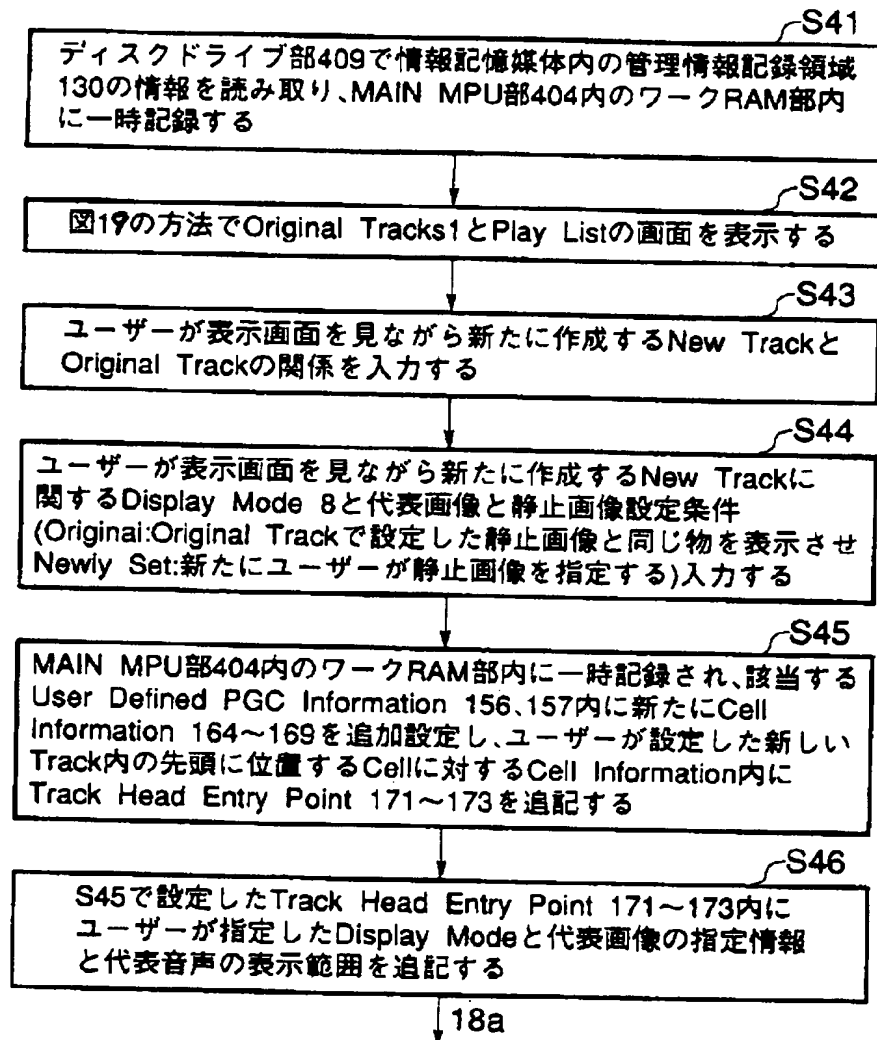 S41
ディスクドライブ部409で情報記憶媒体内の管理情報記録領域
130の情報を読み取り、MAIN MPU部404内のワークRAM部内
に一時記録する
S42
図19の方法でOriginal Tracks1とPlay Listの画面を表示する
S43
ユーザーが表示画面を見ながら新たに作成するNew Trackと
Original Trackの関係を入力する
S44
ユーザーが表示画面を見ながら新たに作成するNew Trackに
関するDisplay Mode 8と代表画像と静止画像設定条件
(Originai:Original Trackで設定した静止画像と同じ物を表示させ
Newly Set:新たにユーザーが静止画像を指定する)入力する
S45
MAIN MPU部404内のワークRAM部内に一時記録され、該当する
User Defined PGC Information 156、157内に新たにCell
Information 164～169を追加設定し、ユーザーが設定した新しい
Track内の先頭に位置するCellに対するCell Information内に
Track Head Entry Point 171～173を追記する
S46
S45で設定したTrack Head Entry Point 171～173内に
ユーザーが指定したDisplay Modeと代表画像の指定情報
と代表音声の表示範囲を追記する
18a